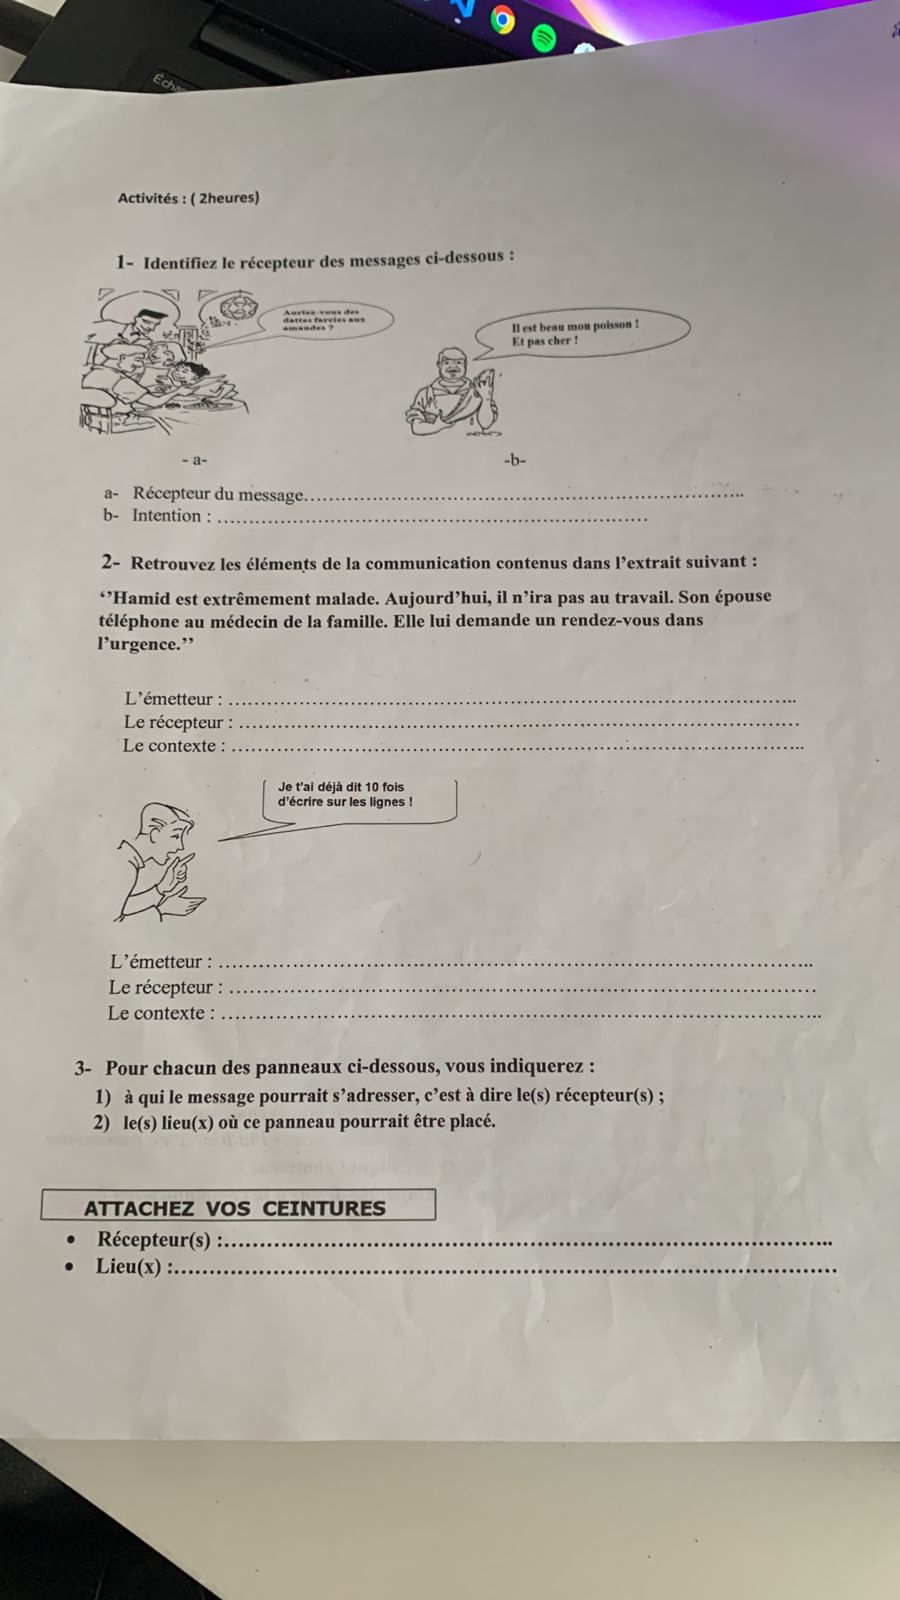 Activités : ( 2heures)
1- Identifiez le récepteur des messages ci-dessous :
Auriez-vous des
dattes farcies aux
amandes ?
Il est beau mon poisson !
Et pas cher !
- a-
-b-
a- Récepteur du message..............................................................................
b- Intention : ..............................................................................
2- Retrouvez les éléments de la communication contenus dans l'extrait suivant :
‘’Hamid est extrêmement malade. Aujourd’hui, il n’ira pas au travail. Son épouse
téléphone au médecin de la famille. Elle lui demande un rendez-vous dans
l’urgence.’’
L’émetteur : ..............................................................................
Le récepteur : ..............................................................................
Le contexte : ..............................................................................
Je t'ai déjà dit 10 fois
d'écrire sur les lignes !
L’émetteur : ..............................................................................
Le récepteur : ..............................................................................
Le contexte : ..............................................................................
3- Pour chacun des panneaux ci-dessous, vous indiquerez :
1) à qui le message pourrait s’adresser, c’est à dire le(s) récepteur(s) ;
2) le(s) lieu(x) où ce panneau pourrait être placé.
ATTACHEZ VOS CEINTURES
• Récepteur(s) :..............................................................................
• Lieu(x) :..............................................................................